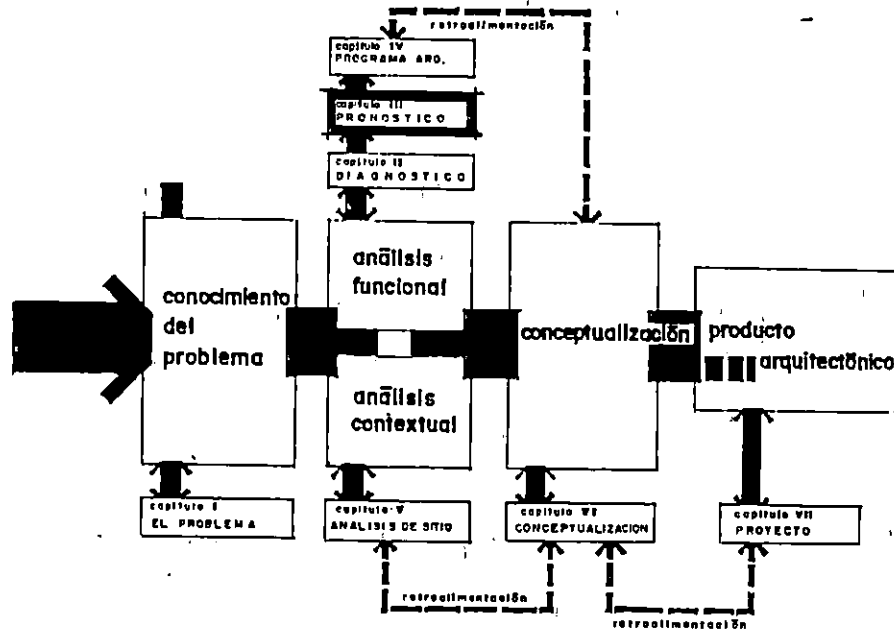 retroalimentación
capitulo IV
PROGRAMA ARQ.
capitulo III
PRONOSTICO
capitulo II
DIAGNOSTICO
conocimiento
del
problema
análisis
funcional
análisis
contextual
conceptualización
producto
arquitectónico
capitulo I
EL PROBLEMA
capitulo V
ANALISIS DE SITIO
capitulo VI
CONCEPTUALIZACION
capitulo VII
PROYECTO
retroalimentación
retroalimentación